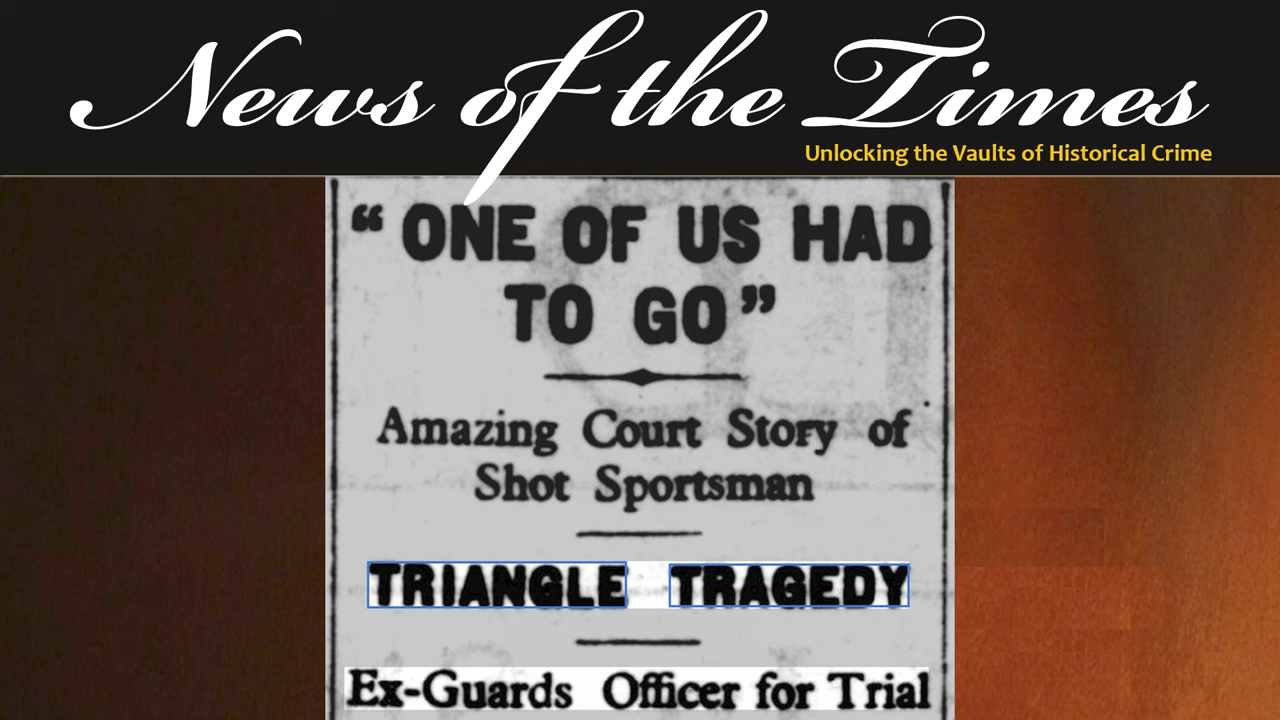 News of the Times
Unlocking the Vaults of Historical Crime
“ ONE OF US HAD
TO GO ”
Amazing Court Story of
Shot Sportsman
TRIANGLE TRAGEDY
Ex-Guards Officer for Trial